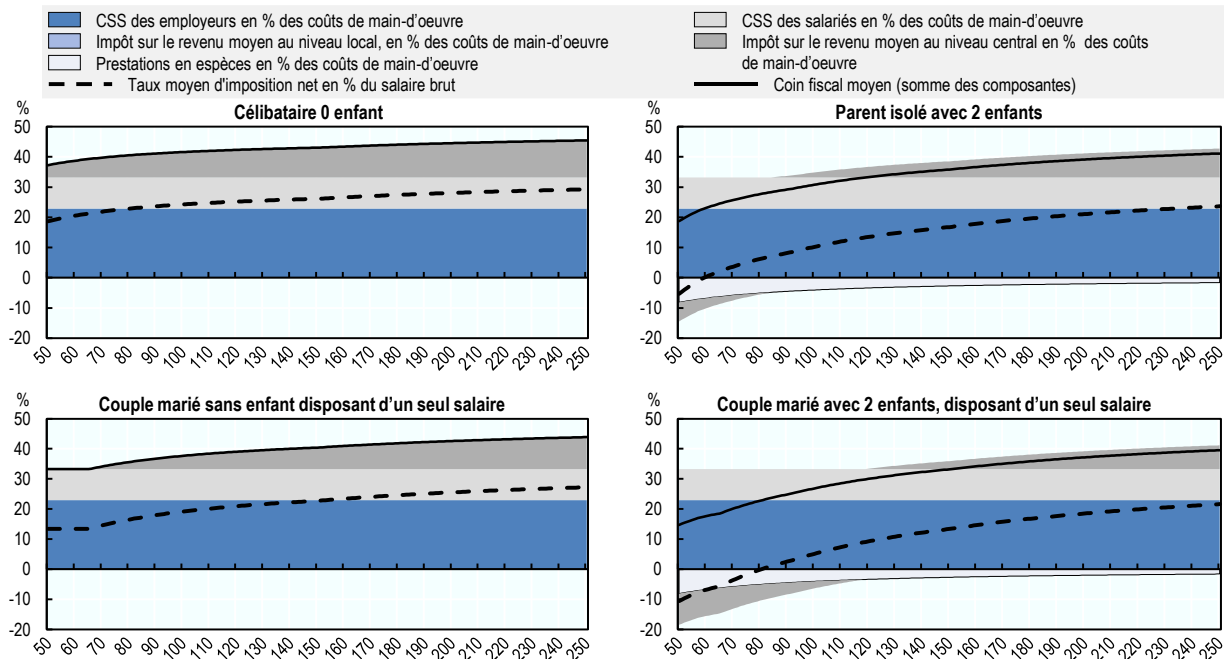 CSS des employeurs en % des coûts de main-d'oeuvre
CSS des salariés en % des coûts de main-d'oeuvre
Impôt sur le revenu moyen au niveau local, en % des coûts de main-d'oeuvre
Impôt sur le revenu moyen au niveau central en % des coûts
de main-d'oeuvre
Prestations en espèces en % des coûts de main-d'oeuvre
Taux moyen d'imposition net en % du salaire brut
Coin fiscal moyen (somme des composantes)
%
Célibataire 0 enfant
50
40
30
20
10
0
-10
-20
50 60 70 80 90 100 110 120 130 140 150 160 170 180 190 200 210 220 230 240 250
%
Parent isolé avec 2 enfants
50
40
30
20
10
0
-10
-20
50 60 70 80 90 100 110 120 130 140 150 160 170 180 190 200 210 220 230 240 250
%
Couple marié sans enfant disposant d'un seul salaire
50
40
30
20
10
0
-10
-20
50 60 70 80 90 100 110 120 130 140 150 160 170 180 190 200 210 220 230 240 250
%
Couple marié avec 2 enfants, disposant d'un seul salaire
50
40
30
20
10
0
-10
-20
50 60 70 80 90 100 110 120 130 140 150 160 170 180 190 200 210 220 230 240 250